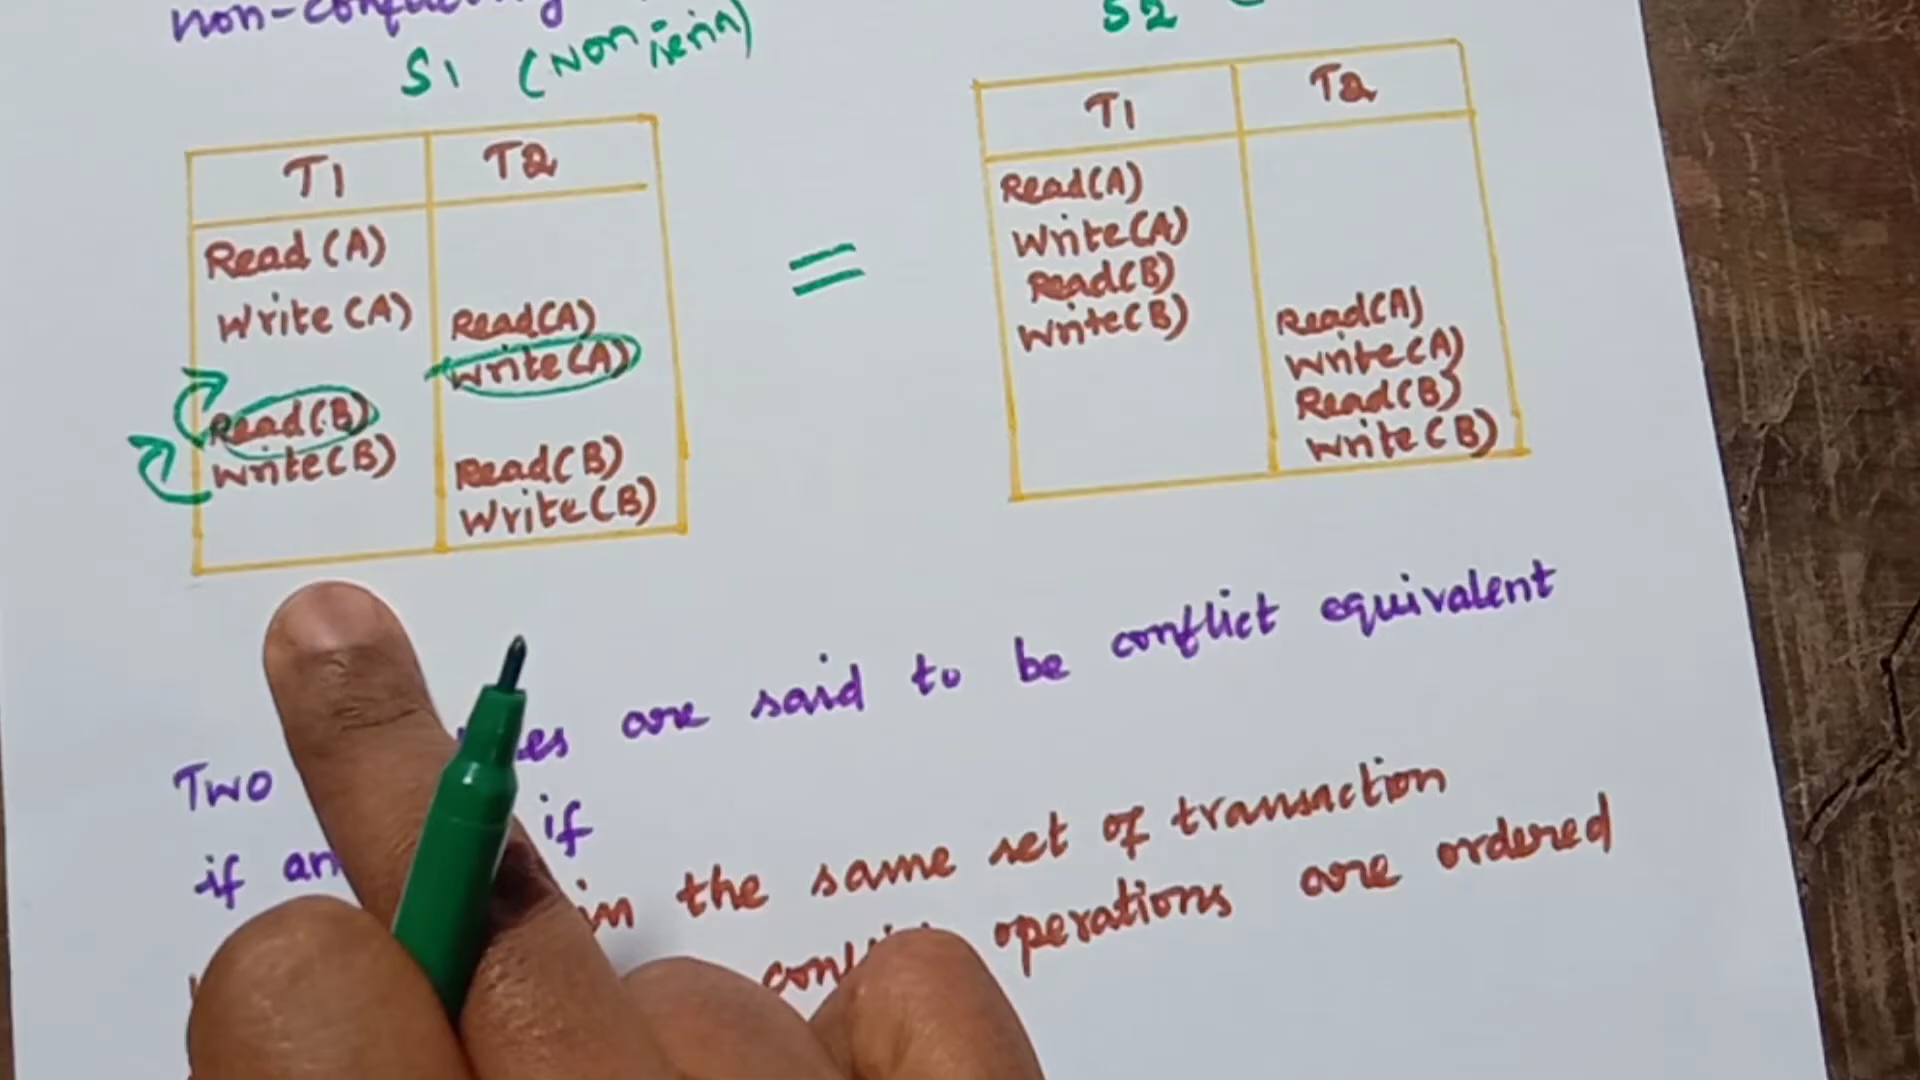 S1 (Non
S2
T1 T2
Read(A)
Write(A) Read(A)
Write(A)
Read(B)
Write(B) Read(B)
Write(B)
=
T1 T2
Read(A)
Write(A)
Read(B)
Write(B) Read(A)
Write(A)
Read(B)
Write(B)
Two are said to be conflict equivalent
if if
in the same set of transaction
operations are ordered